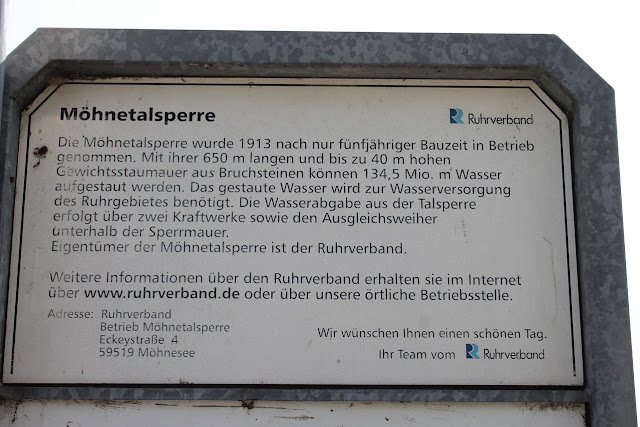 Möhnetalsperre
Ruhrverband
Die Möhnetalsperre wurde 1913 nach nur fünfjähriger Bauzeit in Betrieb
genommen. Mit ihrer 650 m langen und bis zu 40 m hohen
Gewichtsstaumauer aus Bruchsteinen können 134,5 Mio. m³ Wasser
aufgestaut werden. Das gestaute Wasser wird zur Wasserversorgung
des Ruhrgebietes benötigt. Die Wasserabgabe aus der Talsperre
erfolgt über zwei Kraftwerke sowie den Ausgleichsweiher
unterhalb der Sperrmauer.
Eigentümer der Möhnetalsperre ist der Ruhrverband.
Weitere Informationen über den Ruhrverband erhalten sie im Internet
über www.ruhrverband.de oder über unsere örtliche Betriebsstelle.
Adresse: Ruhrverband
Betrieb Möhnetalsperre
Eckeystraße 4
59519 Möhnesee
Wir wünschen Ihnen einen schönen Tag.
Ihr Team vom Ruhrverband